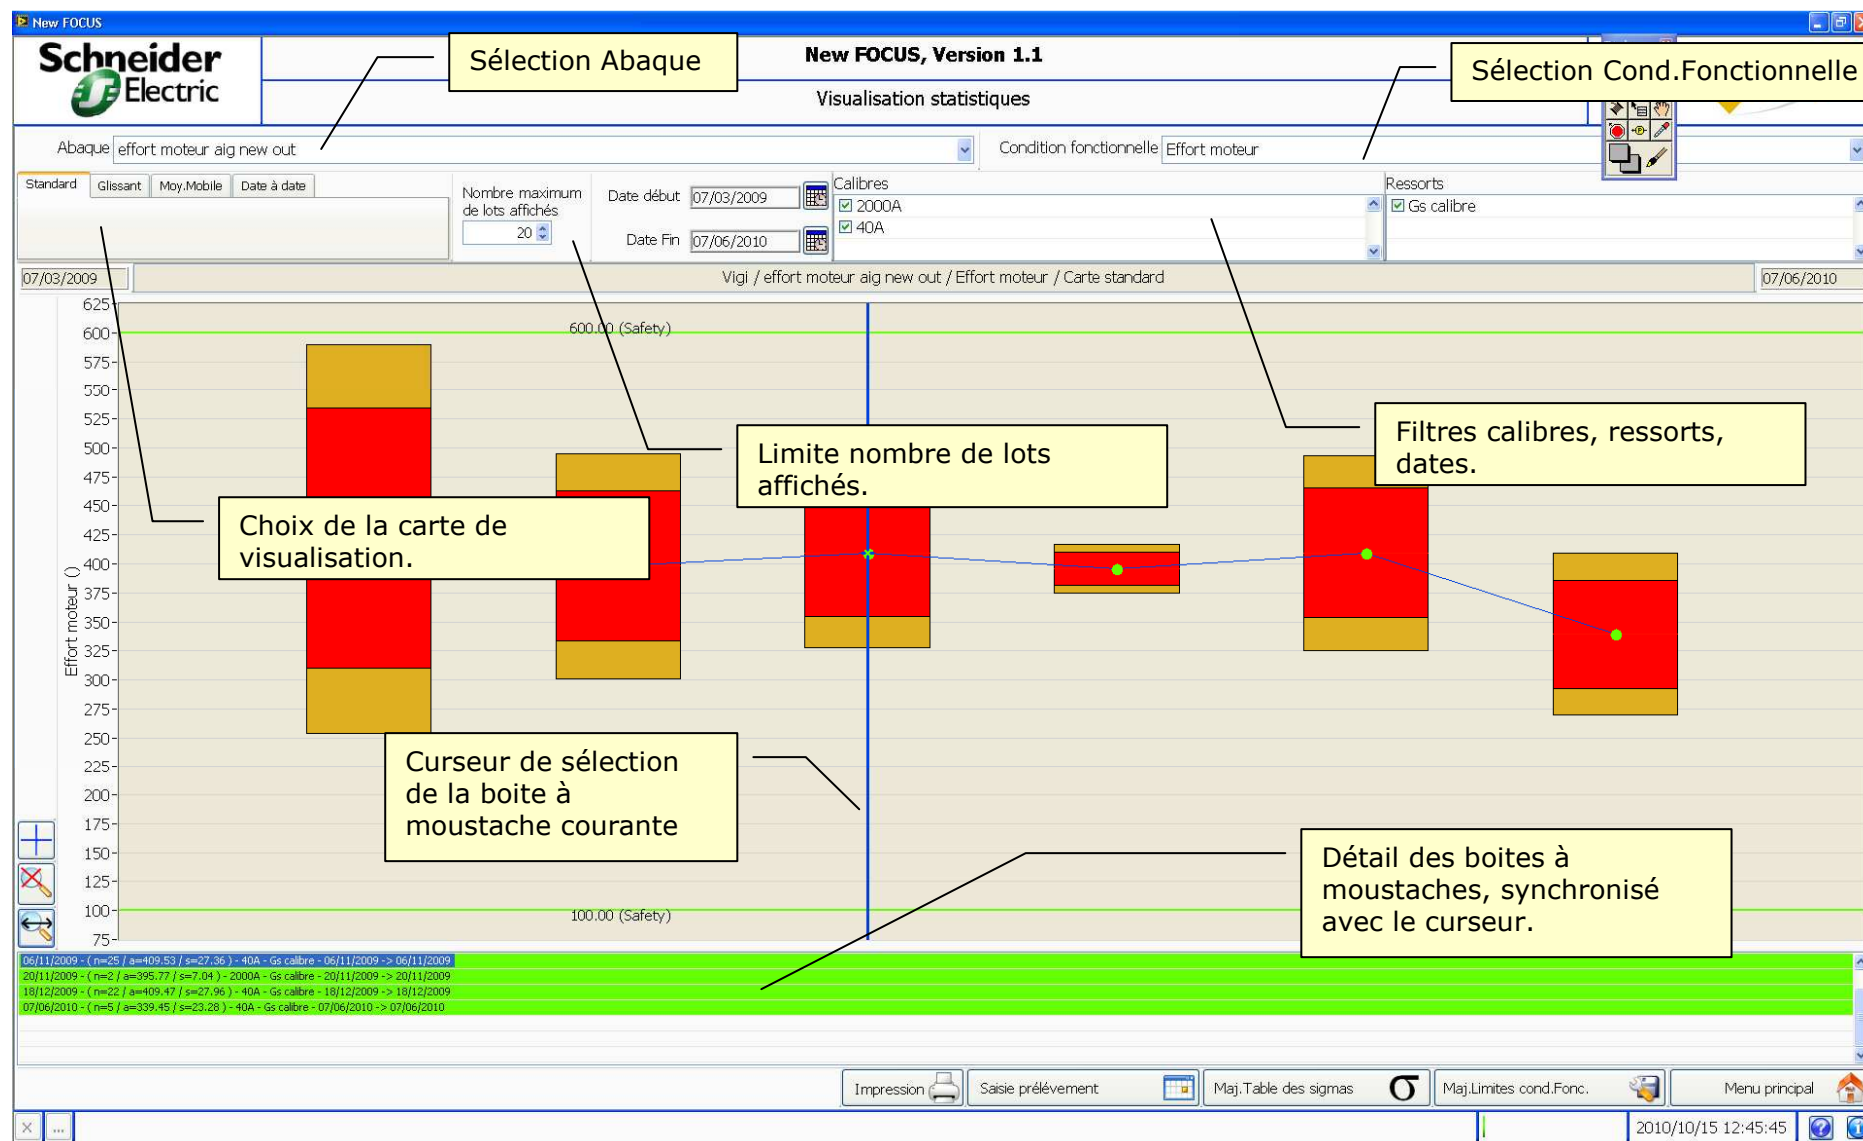 New FOCUS
Schneider
Electric
Sélection Abaque
New FOCUS, Version 1.1
Sélection Cond.Fonctionnelle
Visualisation statistiques
Abaque effort moteur aig new out
Condition fonctionnelle Effort moteur
Standard Glissant Moy.Mobile Date à date
Nombre maximum
de lots affichés
20
Date début 07/03/2009
Date Fin 07/06/2010
Calibres
2000A
40A
Ressorts
Gs calibre
07/03/2009 Vigi / effort moteur aig new out / Effort moteur / Carte standard 07/06/2010
625
600
575
550
525
500
475
450
425
400
375
350
325
300
275
250
225
200
175
150
125
100
75
Effort moteur ()
600.00 (Safety)
Limite nombre de lots
affichés.
Filtres calibres, ressorts,
dates.
Choix de la carte de
visualisation.
Curseur de sélection
de la boite à
moustache courante
Détail des boites à
moustaches, synchronisé
avec le curseur.
100.00 (Safety)
06/11/2009 - ( n=25 / a=409.53 / s=27.36 ) - 40A - Gs calibre - 06/11/2009 -> 06/11/2009
20/11/2009 - ( n=2 / a=395.77 / s=7.04 ) - 2000A - Gs calibre - 20/11/2009 -> 20/11/2009
18/12/2009 - ( n=22 / a=409.47 / s=27.96 ) - 40A - Gs calibre - 18/12/2009 -> 18/12/2009
07/06/2010 - ( n=5 / a=339.45 / s=23.28 ) - 40A - Gs calibre - 07/06/2010 -> 07/06/2010
Impression
Saisie prélévement
Maj.Table des sigmas σ
Maj.Limites cond.Fonc.
Menu principal
2010/10/15 12:45:45